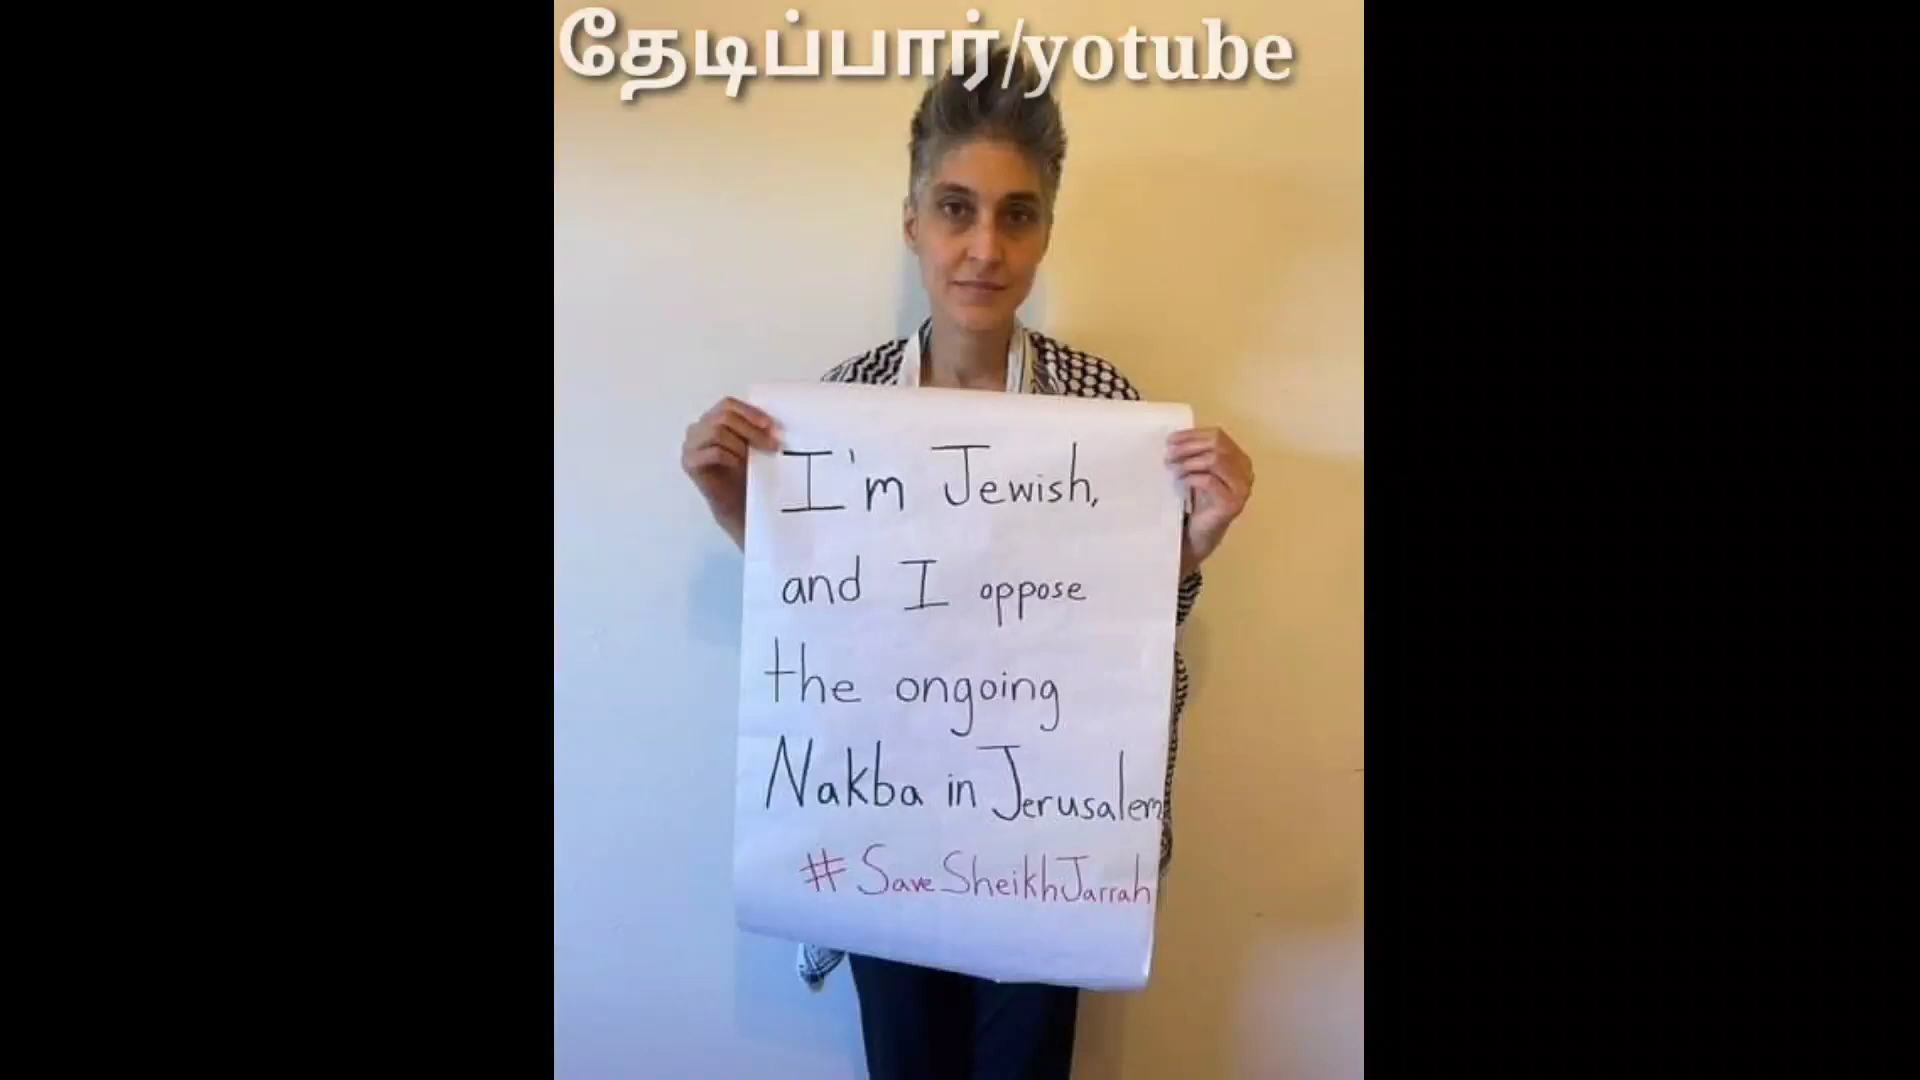 தேடிப்பார்/yotube
I'm Jewish,
and I oppose
the ongoing
Nakba in Jerusalem
#SaveSheikhJarrah